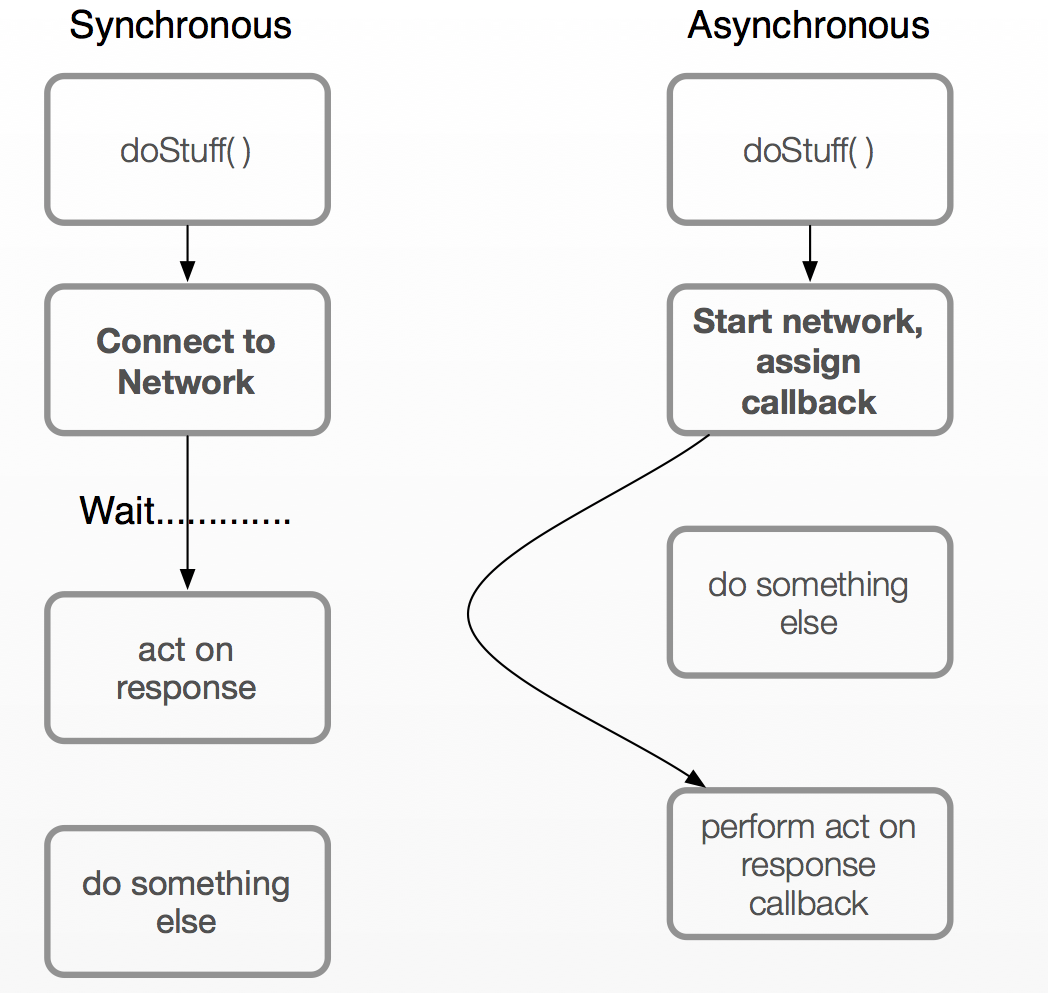 Synchronous
doStuff( )
Connect to
Network
Wait.............
act on
response
do something
else
Asynchronous
doStuff( )
Start network,
assign
callback
do something
else
perform act on
response
callback